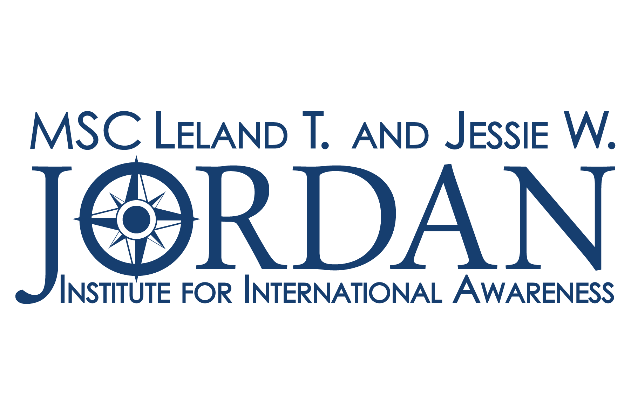 MSC LELAND T. AND JESSIE W.
JORDAN
INSTITUTE FOR INTERNATIONAL AWARENESS